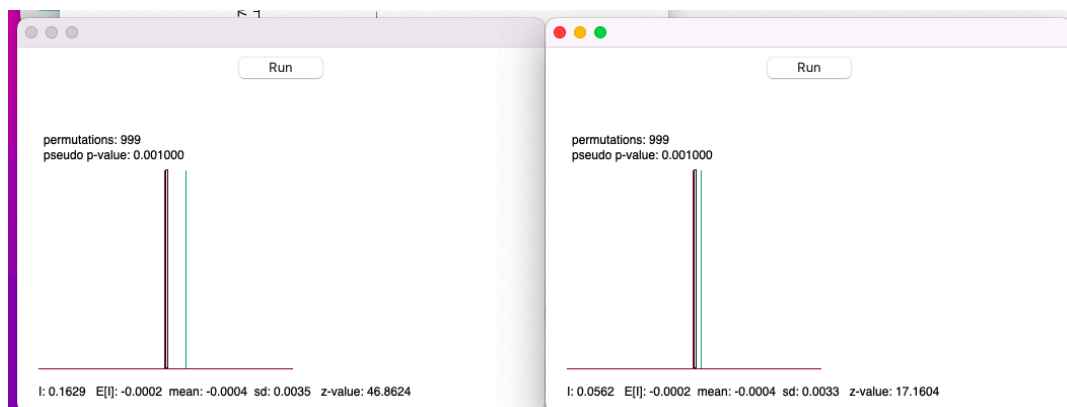 Run
permutations: 999
pseudo p-value: 0.001000
I: 0.1629 E[I]: -0.0002 mean: -0.0004 sd: 0.0035 z-value: 46.8624
Run
permutations: 999
pseudo p-value: 0.001000
I: 0.0562 E[I]: -0.0002 mean: -0.0004 sd: 0.0033 z-value: 17.1604